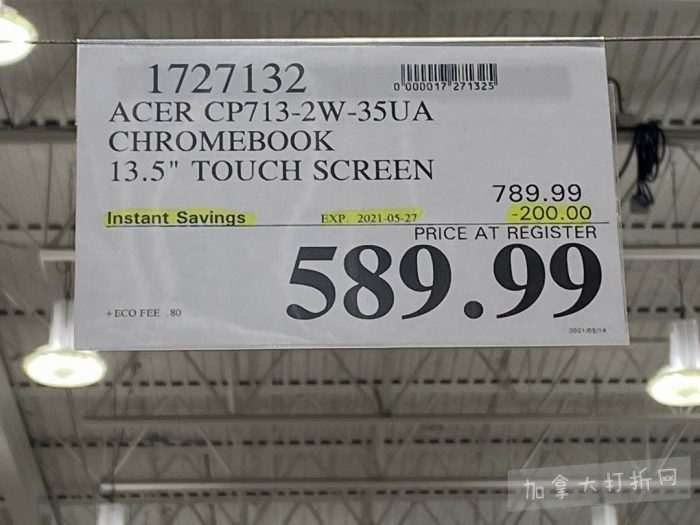 1727132
0 000017 271325
ACER CP713-2W-35UA
CHROMEBOOK
13.5" TOUCH SCREEN
789.99
Instant Savings EXP. 2021-05-27 -200.00
PRICE AT REGISTER
589.99
+ECO FEE .80
2021/05/14
加拿大打折网